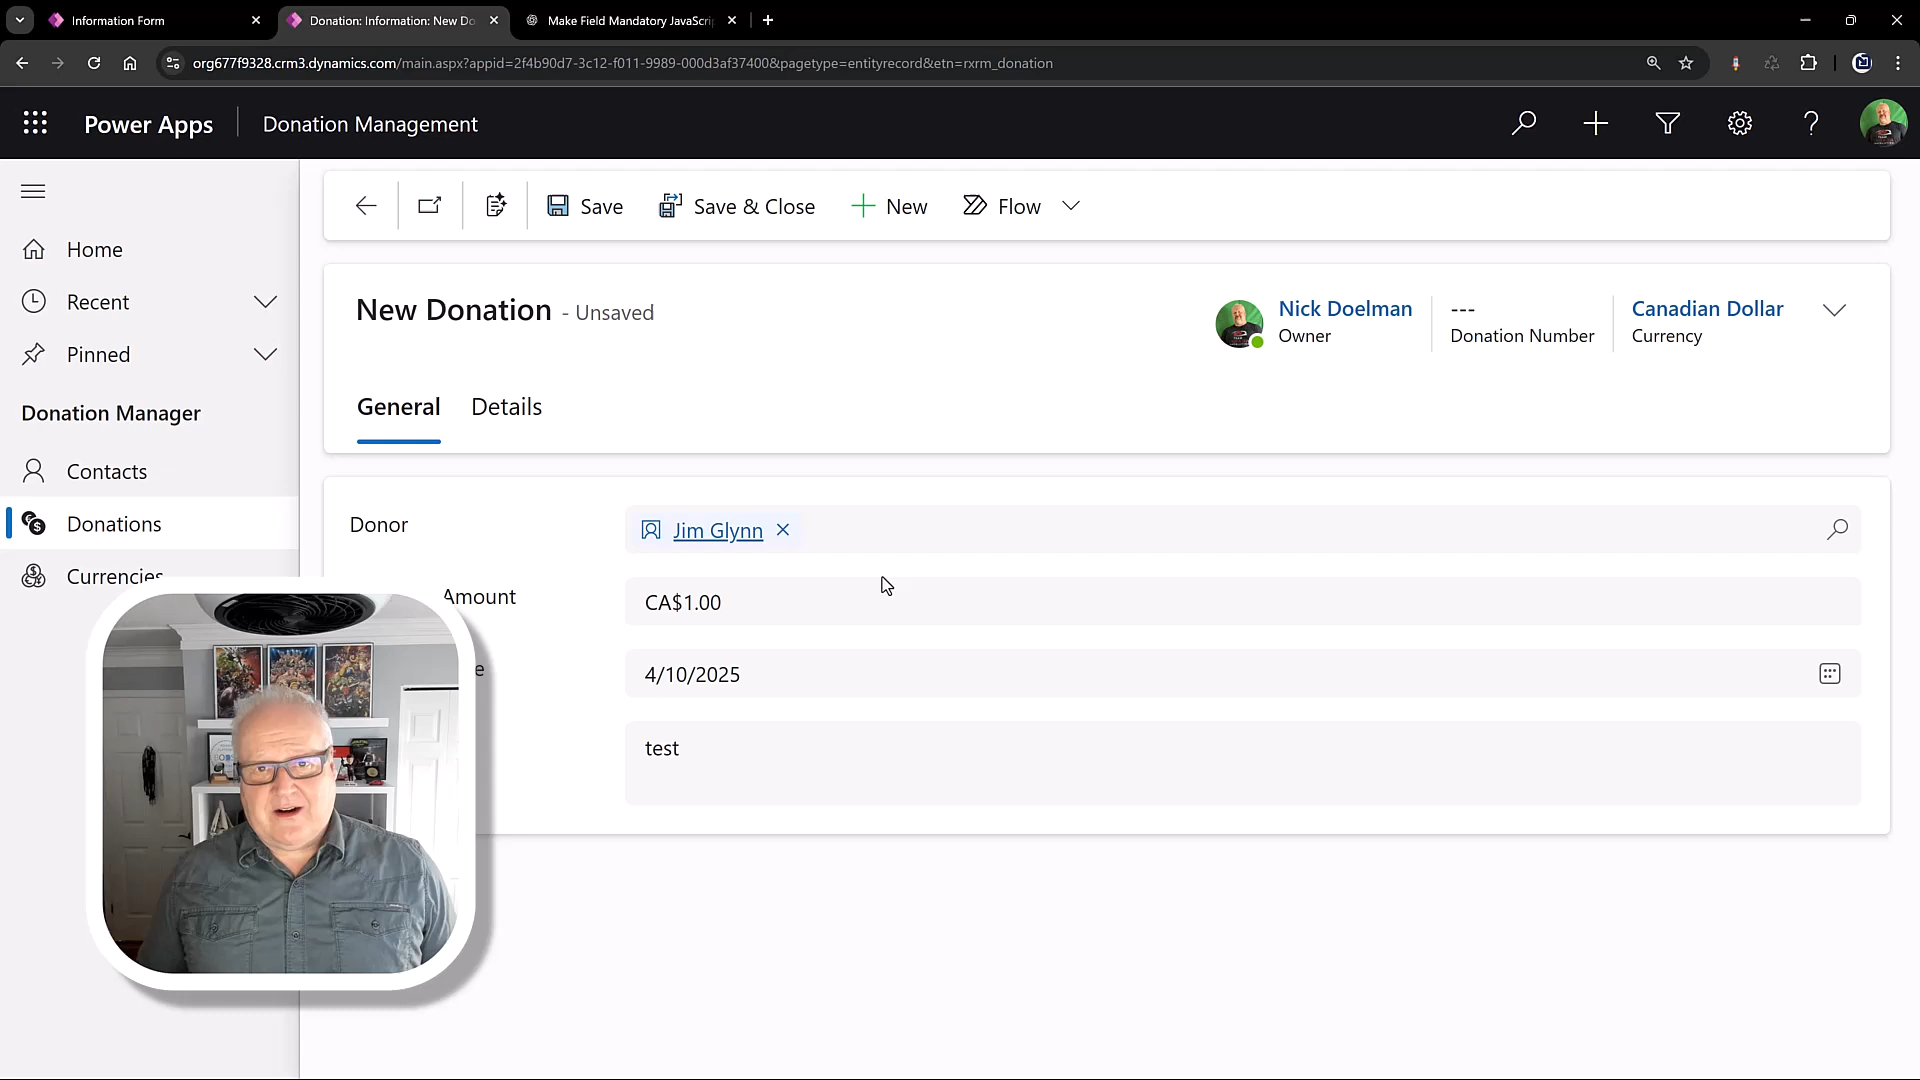 Information Form
Donation: Information: New Do
Make Field Mandatory JavaScri
org677f9328.crm3.dynamics.com/main.aspx?appid=2f4b90d7-3c12-f011-9989-000d3af37400&pagetype=entityrecord&etn=rxrm_donation
Power Apps
Donation Management
Save
Save & Close
New
Flow
Home
Recent
Pinned
Donation Manager
Contacts
Donations
Currencies
New Donation - Unsaved
Nick Doelman
Owner
---
Donation Number
Canadian Dollar
Currency
General
Details
Donor
Jim Glynn
Amount
CA$1.00
e
4/10/2025
test